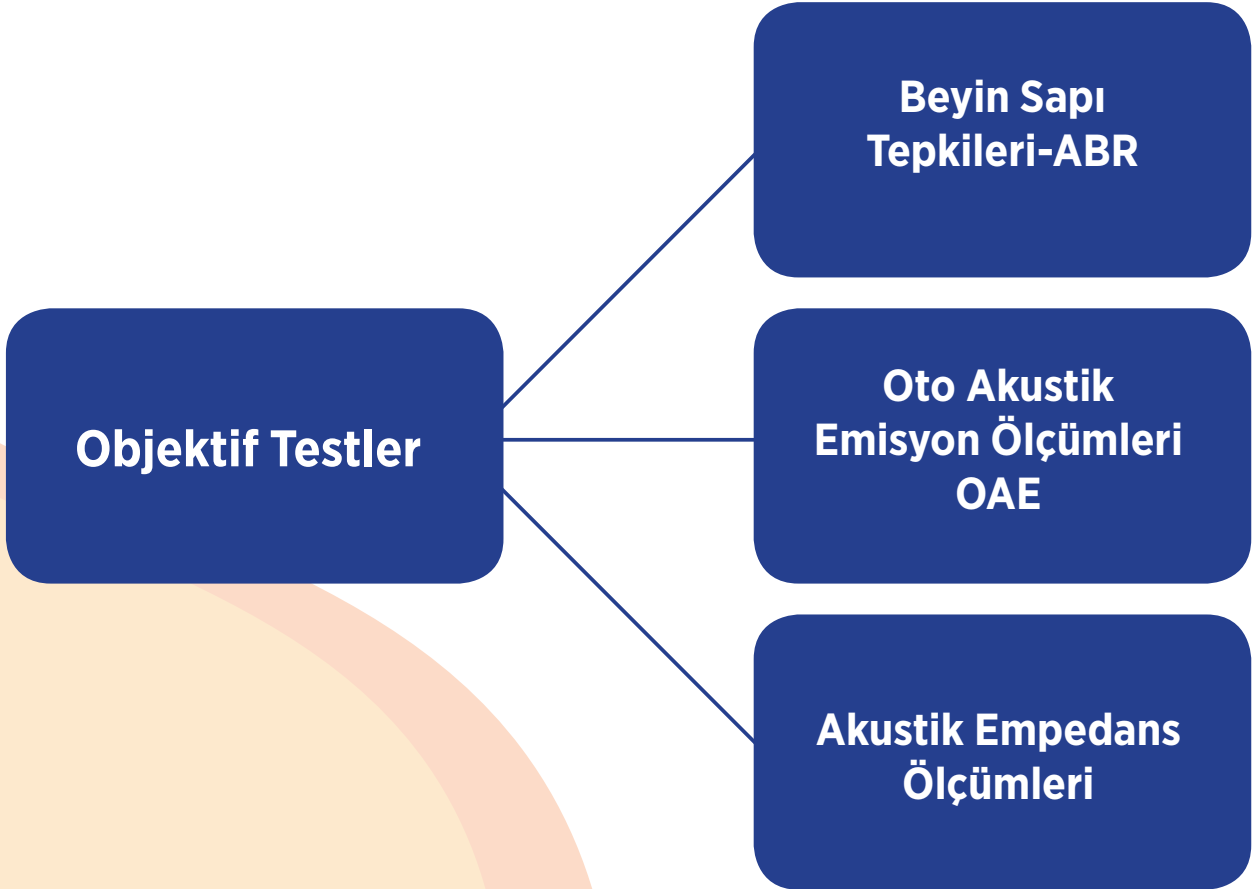 Objektif Testler
Beyin Sapı
Tepkileri-ABR
Oto Akustik
Emisyon Ölçümleri
OAE
Akustik Empedans
Ölçümleri